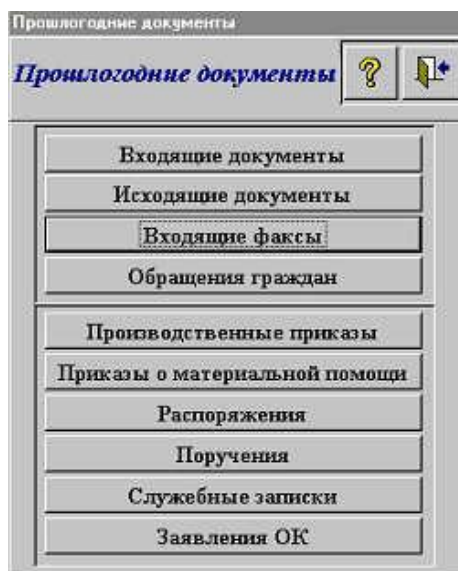 Прошлогодние документы
Прошлогодние документы
Входящие документы
Исходящие документы
Входящие факсы
Обращения граждан
Производственные приказы
Приказы о материальной помощи
Распоряжения
Поручения
Служебные записки
Заявления ОК